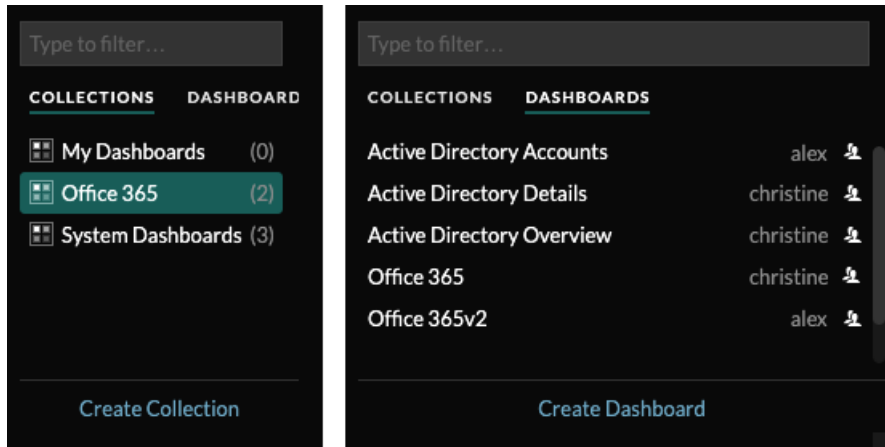 Type to filter...
COLLECTIONS DASHBOARD
My Dashboards (0)
Office 365 (2)
System Dashboards (3)
Create Collection
Type to filter...
COLLECTIONS DASHBOARDS
Active Directory Accounts alex
Active Directory Details christine
Active Directory Overview christine
Office 365 christine
Office 365v2 alex
Create Dashboard